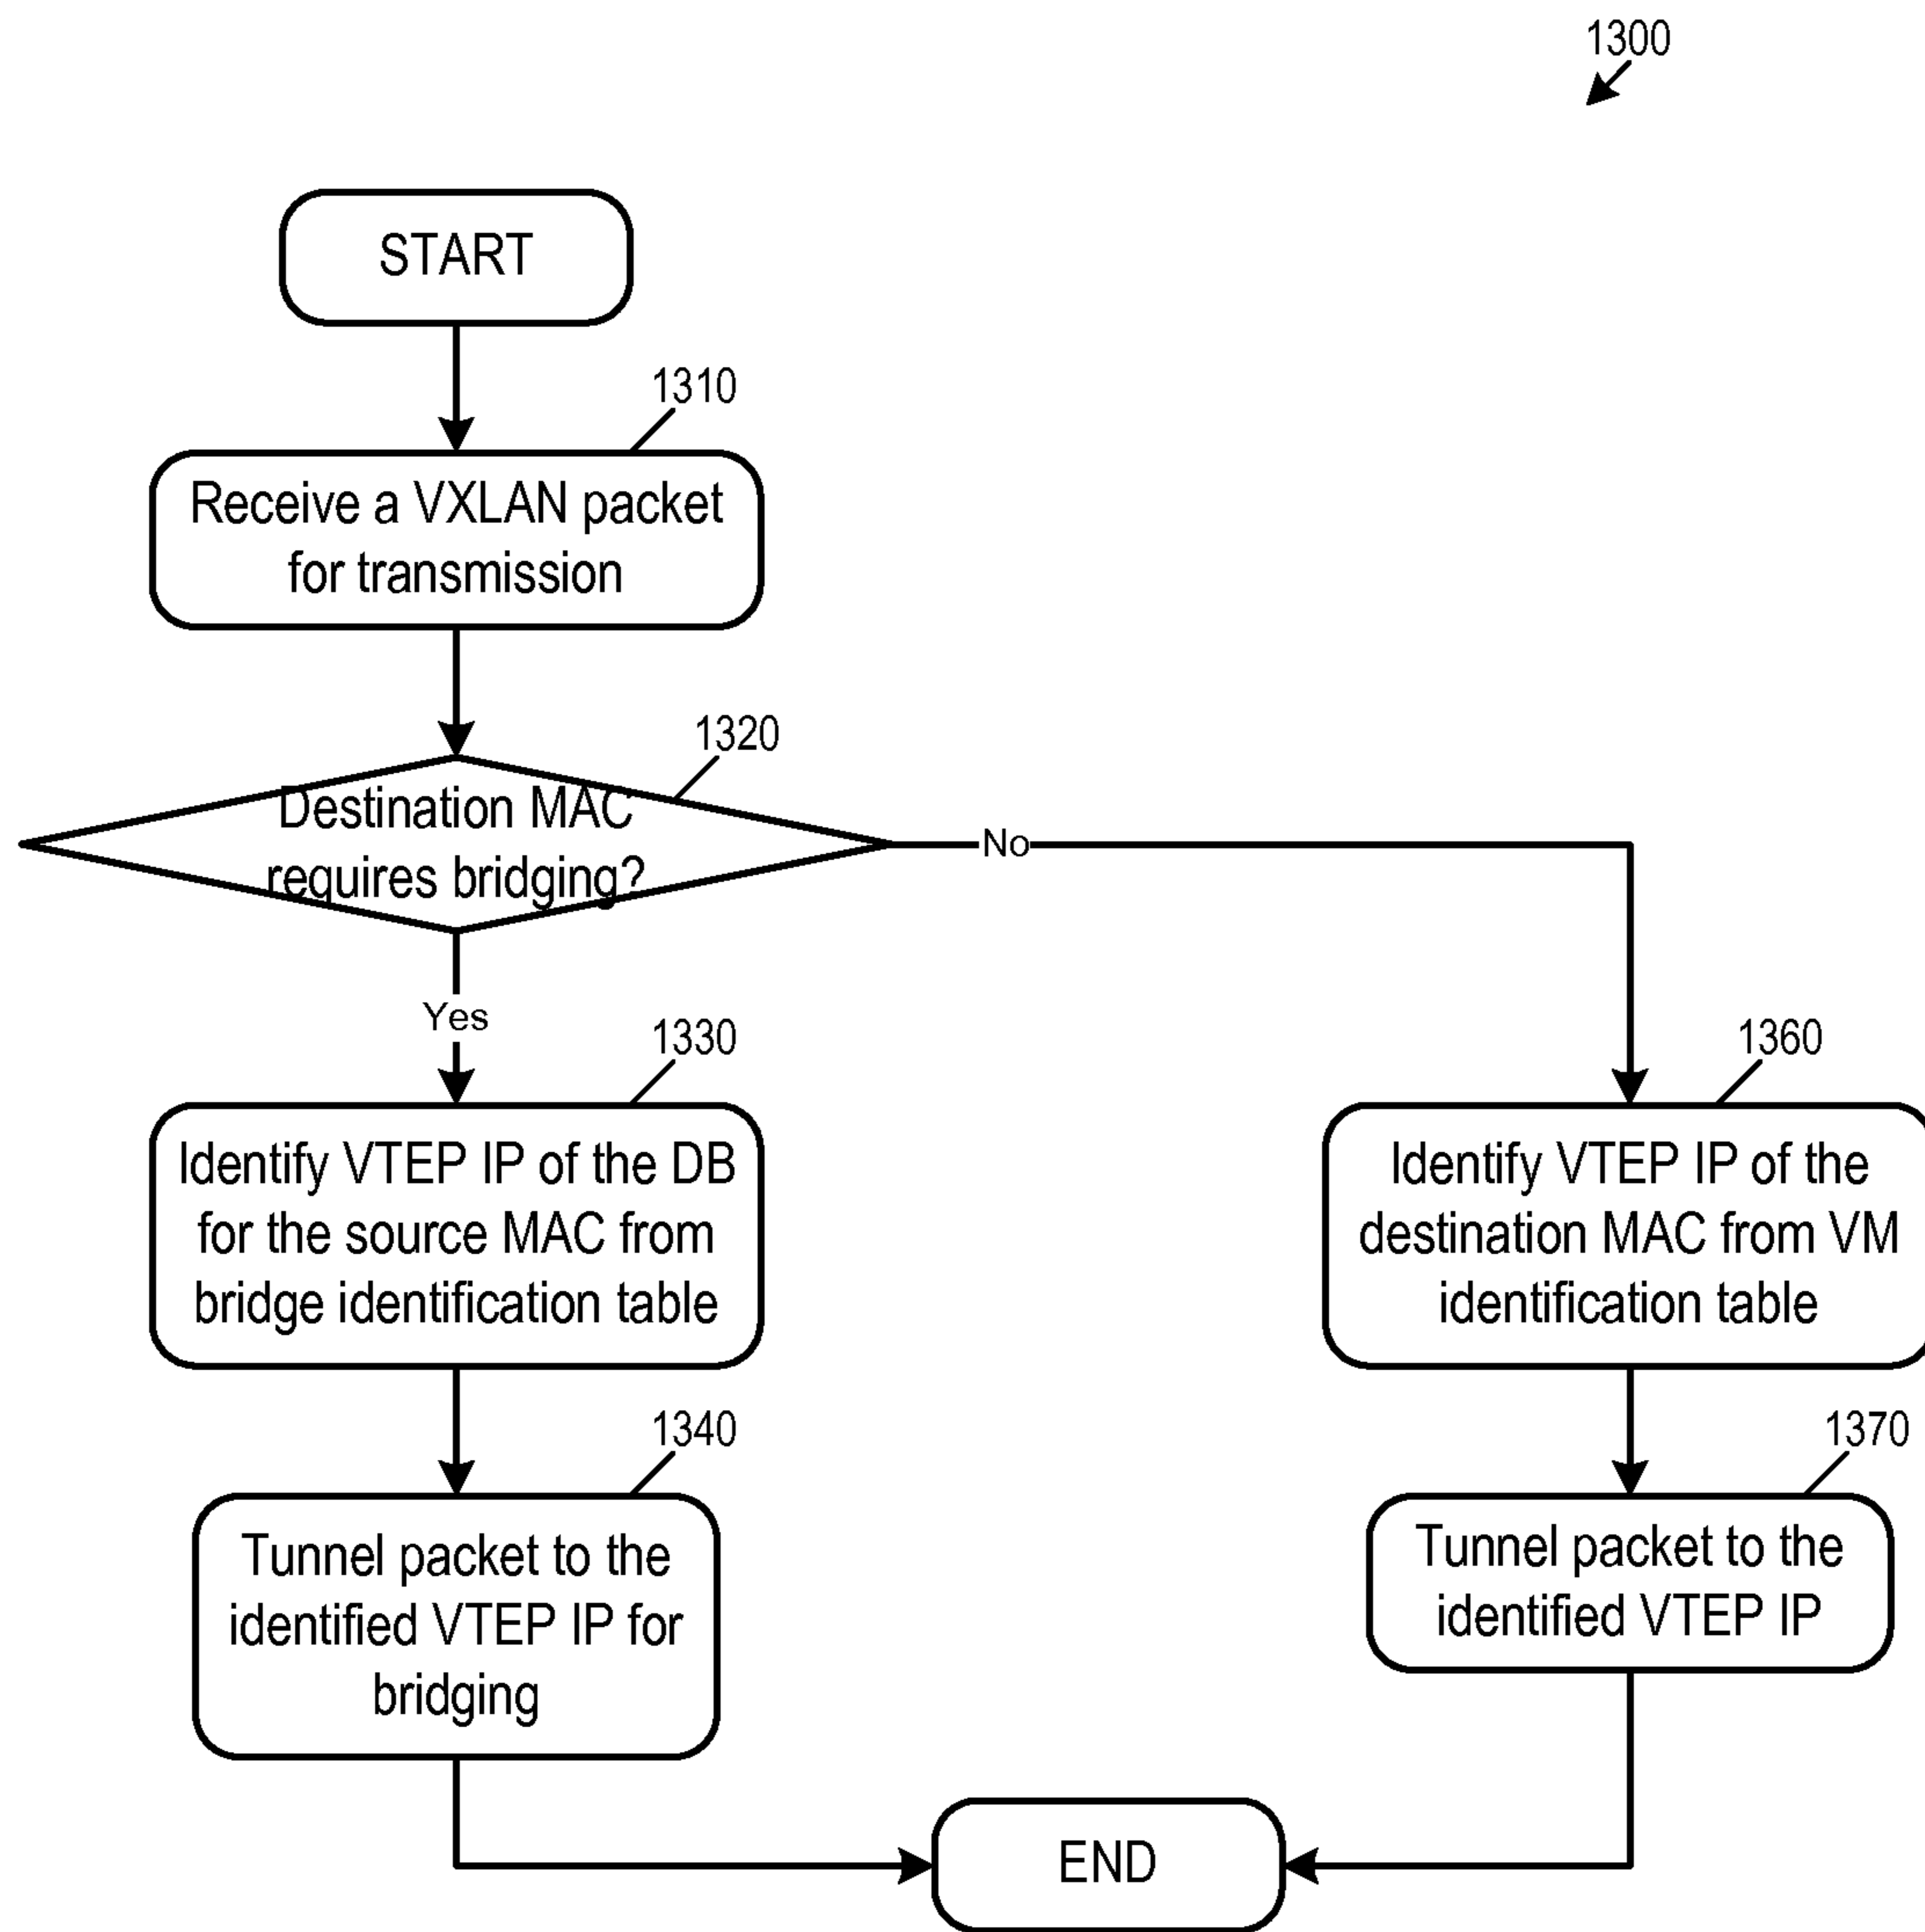 1300
START
1310
Receive a VXLAN packet
for transmission
1320
Destination MAC
requires bridging?
No
Yes
1330
Identify VTEP IP of the DB
for the source MAC from
bridge identification table
1360
Identify VTEP IP of the
destination MAC from VM
identification table
1340
Tunnel packet to the
identified VTEP IP for
bridging
1370
Tunnel packet to the
identified VTEP IP
END